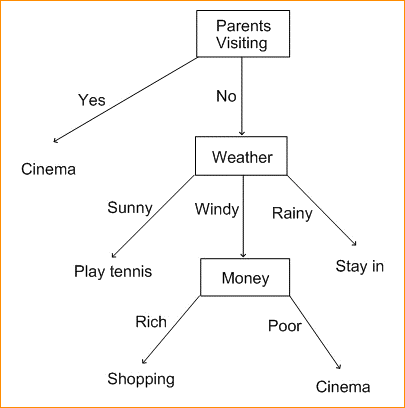 Parents
Visiting
Yes
No
Cinema
Weather
Sunny
Windy
Rainy
Play tennis
Stay in
Money
Rich
Poor
Shopping
Cinema